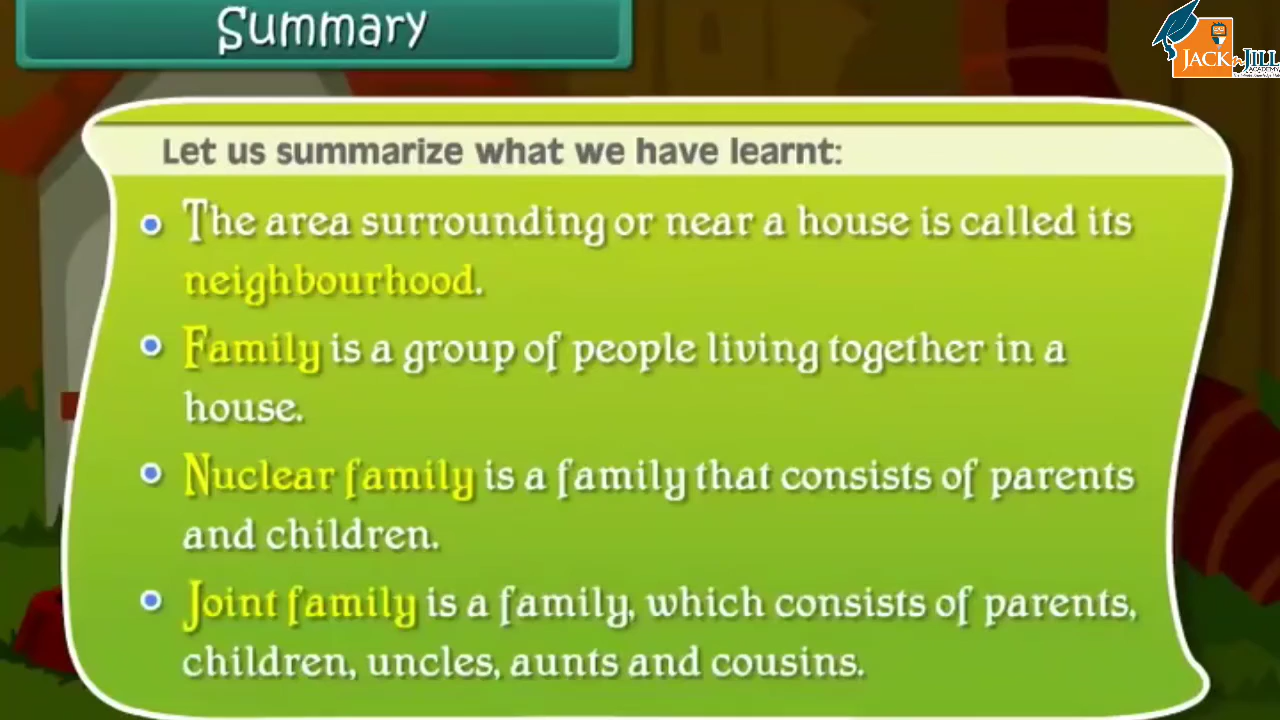 Summary
JACK n JILL
ACADEMY
Let us summarize what we have learnt:
The area surrounding or near a house is called its
neighbourhood.
Family is a group of people living together in a
house.
Nuclear family is a family that consists of parents
and children.
Joint family is a family, which consists of parents,
children, uncles, aunts and cousins.